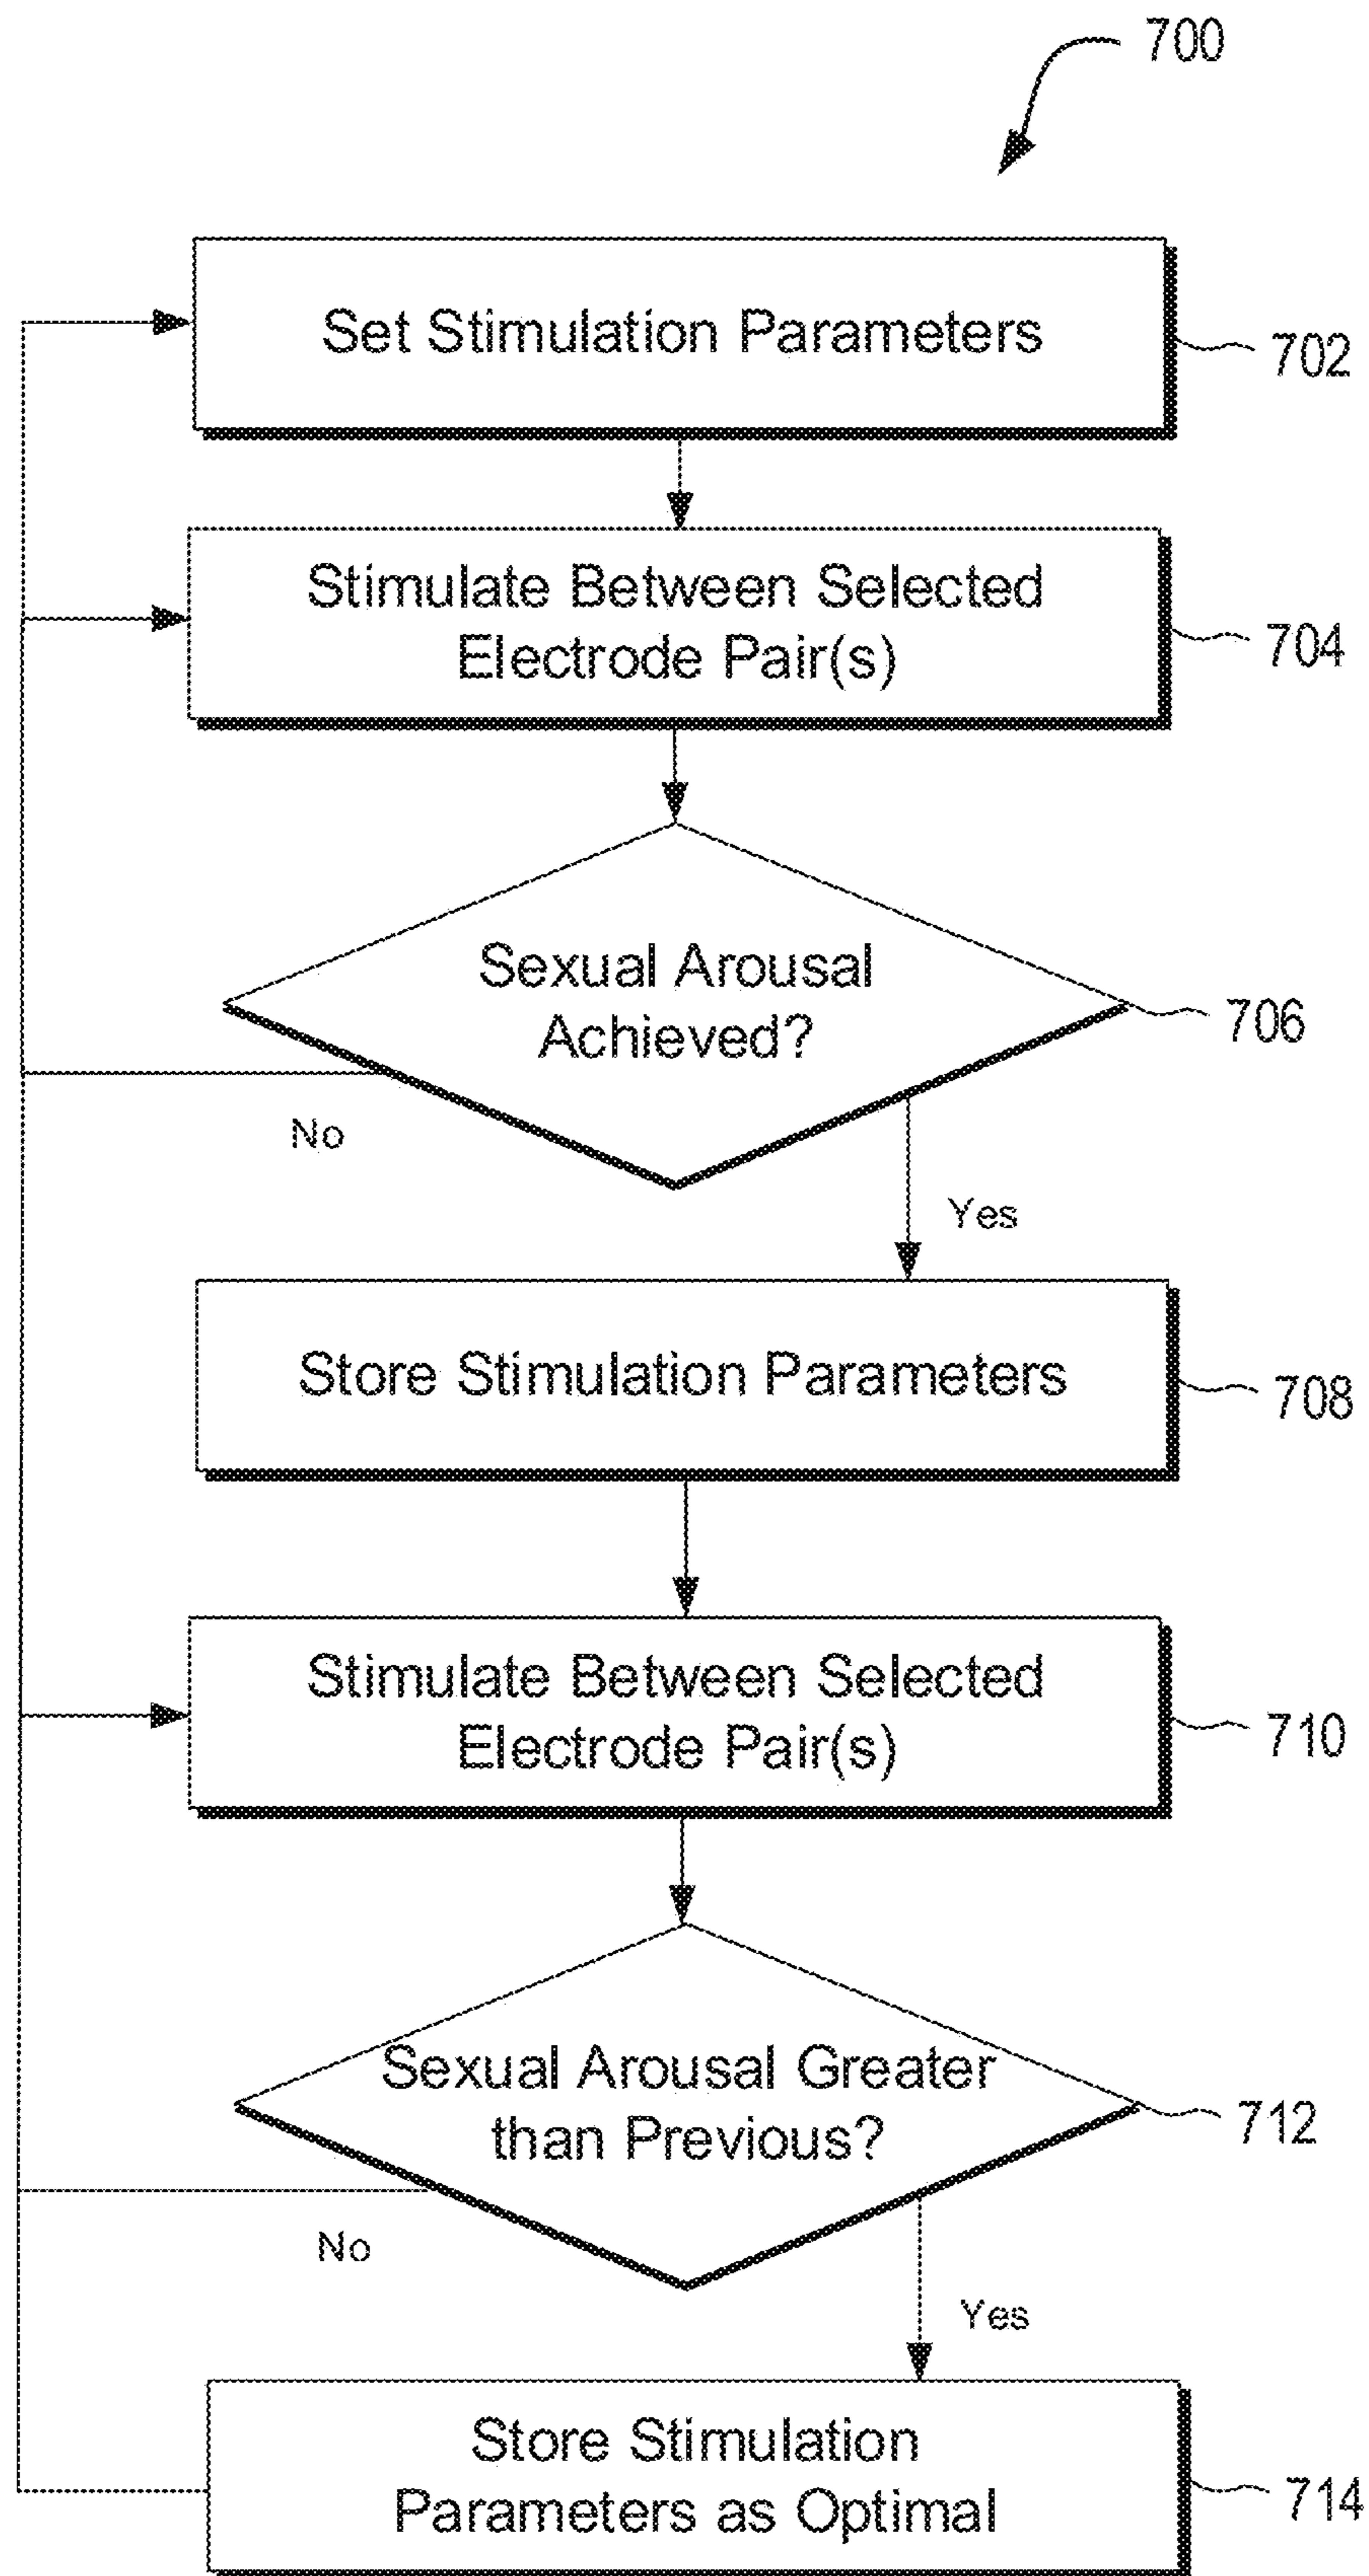 700
Set Stimulation Parameters
702
Stimulate Between Selected
Electrode Pair(s)
704
Sexual Arousal
Achieved?
706
No
Yes
Store Stimulation Parameters
708
Stimulate Between Selected
Electrode Pair(s)
710
Sexual Arousal Greater
than Previous?
712
No
Yes
Store Stimulation
Parameters as Optimal
714